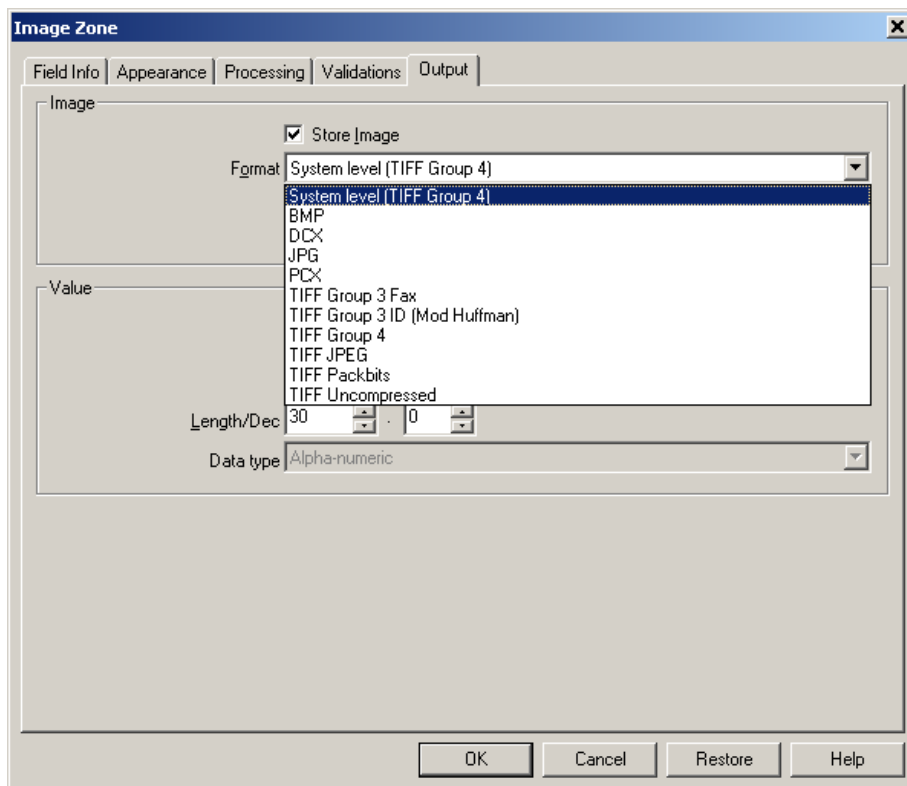 Image Zone
Field Info Appearance Processing Validations Output
Image
Store Image
Format System level (TIFF Group 4)
System level (TIFF Group 4)
BMP
DCX
JPG
PCX
TIFF Group 3 Fax
TIFF Group 3 ID (Mod Huffman)
TIFF Group 4
TIFF JPEG
TIFF Packbits
TIFF Uncompressed
Value
Length/Dec 30 . 0
Data type Alpha-numeric
OK Cancel Restore Help